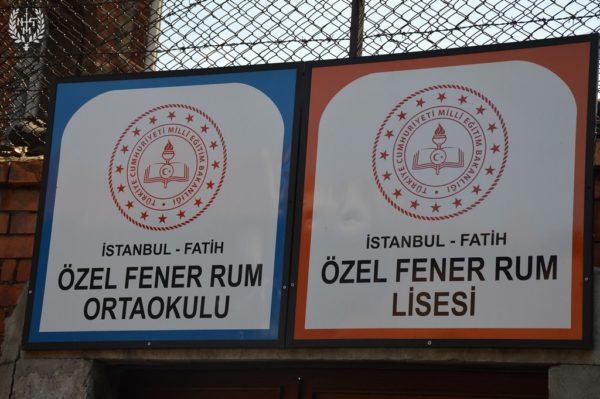 TÜRKİYE CUMHURİYETİ MİLLİ EĞİTİM BAKANLIĞI
İSTANBUL - FATİH
ÖZEL FENER RUM
ORTAOKULU
TÜRKİYE CUMHURİYETİ MİLLİ EĞİTİM BAKANLIĞI
İSTANBUL - FATİH
ÖZEL FENER RUM
LİSESİ